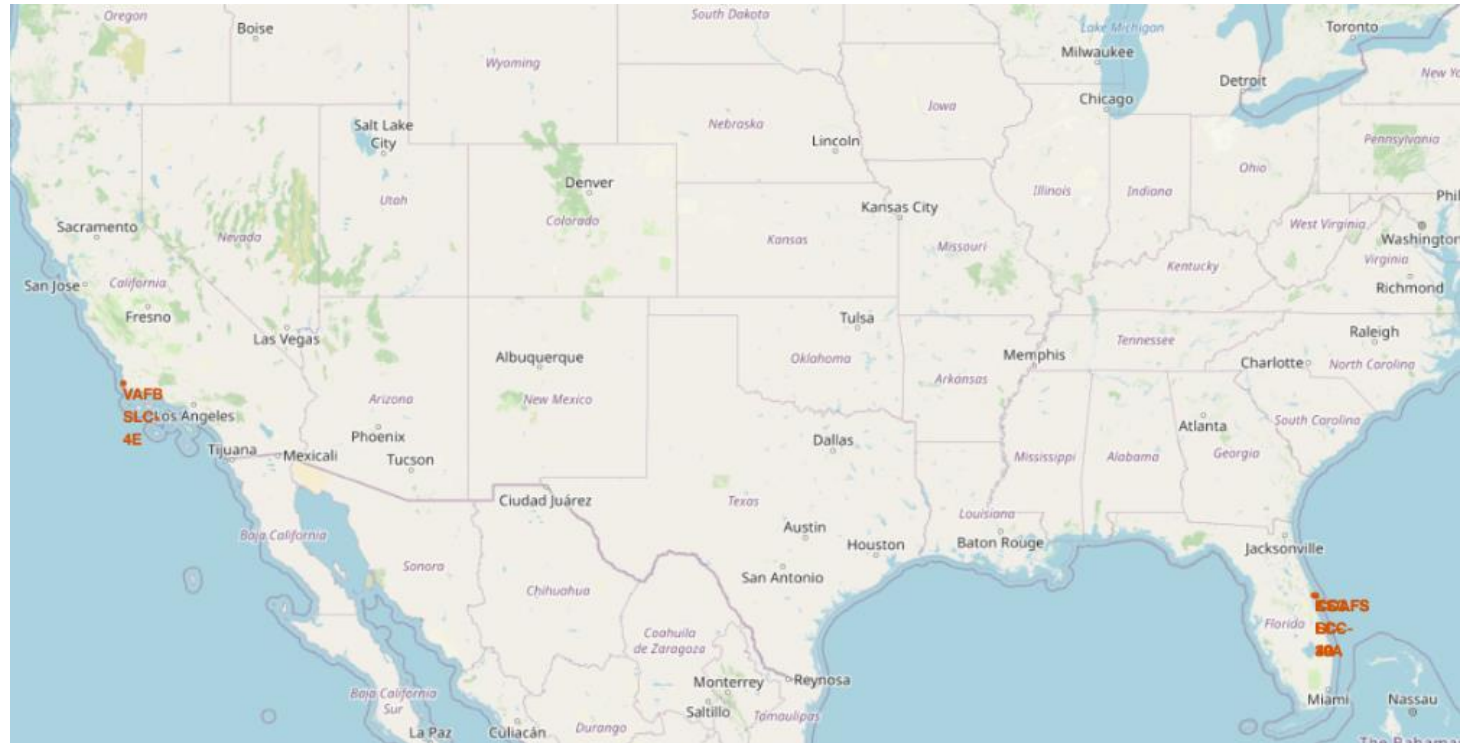 Oregon
Boise
South Dakota
Lake Michigan
Toronto
Milwaukee
Wyoming
Detroit
New
Chicago
Iowa
Salt Lake
City
Nebraska
Lincoln
Pennsylvania
Ohio
Denver
Illinois
Indiana
Utah
Kansas City
Colorado
Sacramento
Nevada
Kansas
Missouri
West Virginia
Washington
Virginia
Kentucky
San Jose
California
Richmond
Fresno
Tulsa
Las Vegas
Raleigh
Albuquerque
Oklahoma
Memphis
Tennessee
Charlotte
North Carolina
VAFB
SLC-
4E
Arkansas
Arizona
New Mexico
Los Angeles
South Carolina
Atlanta
Phoenix
Dallas
Tijuana
Mexicali
Tucson
Mississippi
Alabama
Georgia
Ciudad Juárez
Texas
Louisiana
Austin
Baja California
Houston
Baton Rouge
Jacksonville
Sonora
San Antonio
Chihuahua
Florida
Coahuila
de Zaragoza
Monterrey
Reynosa
Baja California
Sur
Miami
Nassau
Saltillo
Tamaulipas
La Paz
Culiacán
Durango
The Bahamas